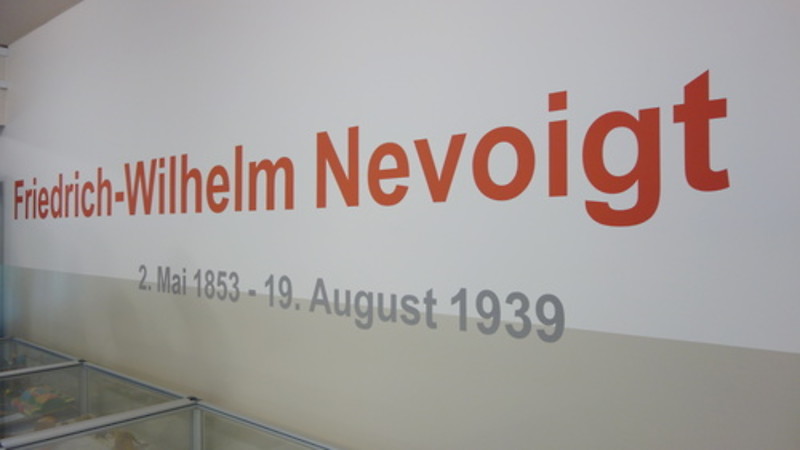 Friedrich-Wilhelm Nevoigt
2. Mai 1853 - 19. August 1939